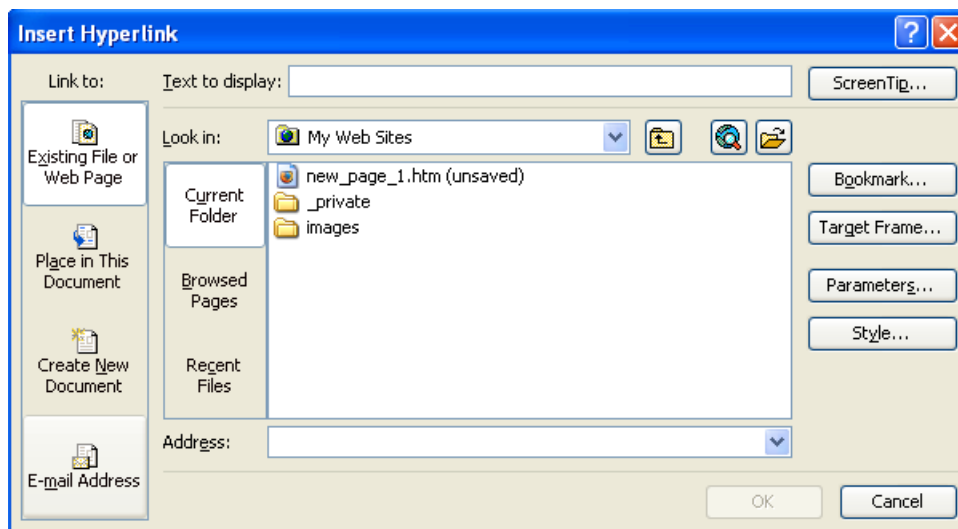 Insert Hyperlink
Link to:
Text to display:
ScreenTip...
Existing File or
Web Page
Look in:
My Web Sites
Current
Folder
new_page_1.htm (unsaved)
_private
images
Bookmark...
Target Frame...
Place in This
Document
Browsed
Pages
Parameters...
Style...
Create New
Document
Recent
Files
Address:
E-mail Address
OK
Cancel